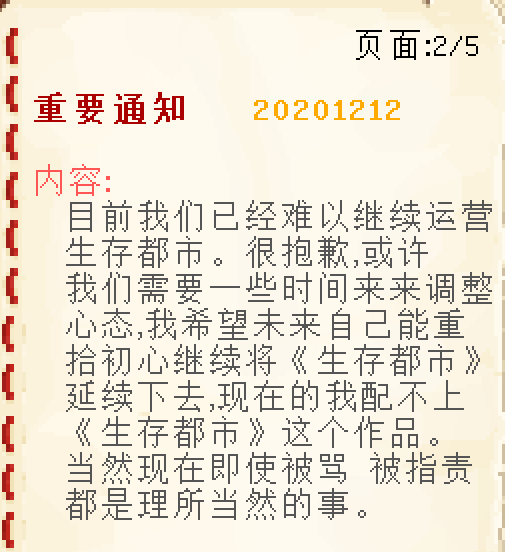 页面:2/5
重要通知 20201212
内容:
目前我们已经难以继续运营
生存都市。很抱歉,或许
我们需要一些时间来来调整
心态,我希望未来自己能重
拾初心继续将《生存都市》
延续下去,现在的我配不上
《生存都市》这个作品。
当然现在即使被骂 被指责
都是理所当然的事。